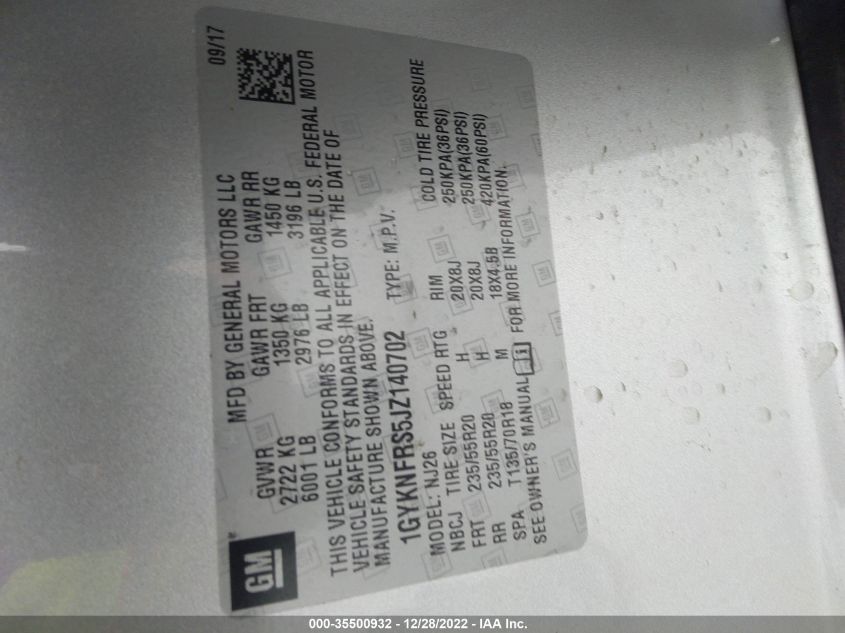 GM
MFD BY GENERAL MOTORS LLC 09/17
GVWR GAWR FRT GAWR RR
2722 KG 1350 KG 1450 KG
6001 LB 2976 LB 3196 LB
THIS VEHICLE CONFORMS TO ALL APPLICABLE U.S. FEDERAL MOTOR
VEHICLE SAFETY STANDARDS IN EFFECT ON THE DATE OF
MANUFACTURE SHOWN ABOVE.
1GYKNFRS5JZ140702 TYPE: M.P.V.
MODEL: NJ26
NBCJ TIRE SIZE SPEED RTG RIM COLD TIRE PRESSURE
FRT 235/55R20 H 20X8J 250KPA(36PSI)
RR 235/55R20 H 20X8J 250KPA(36PSI)
SPA T135/70R18 M 18X4.5B 420KPA(60PSI)
SEE OWNER'S MANUAL i FOR MORE INFORMATION.
000-35500932 - 12/28/2022 - IAA Inc.